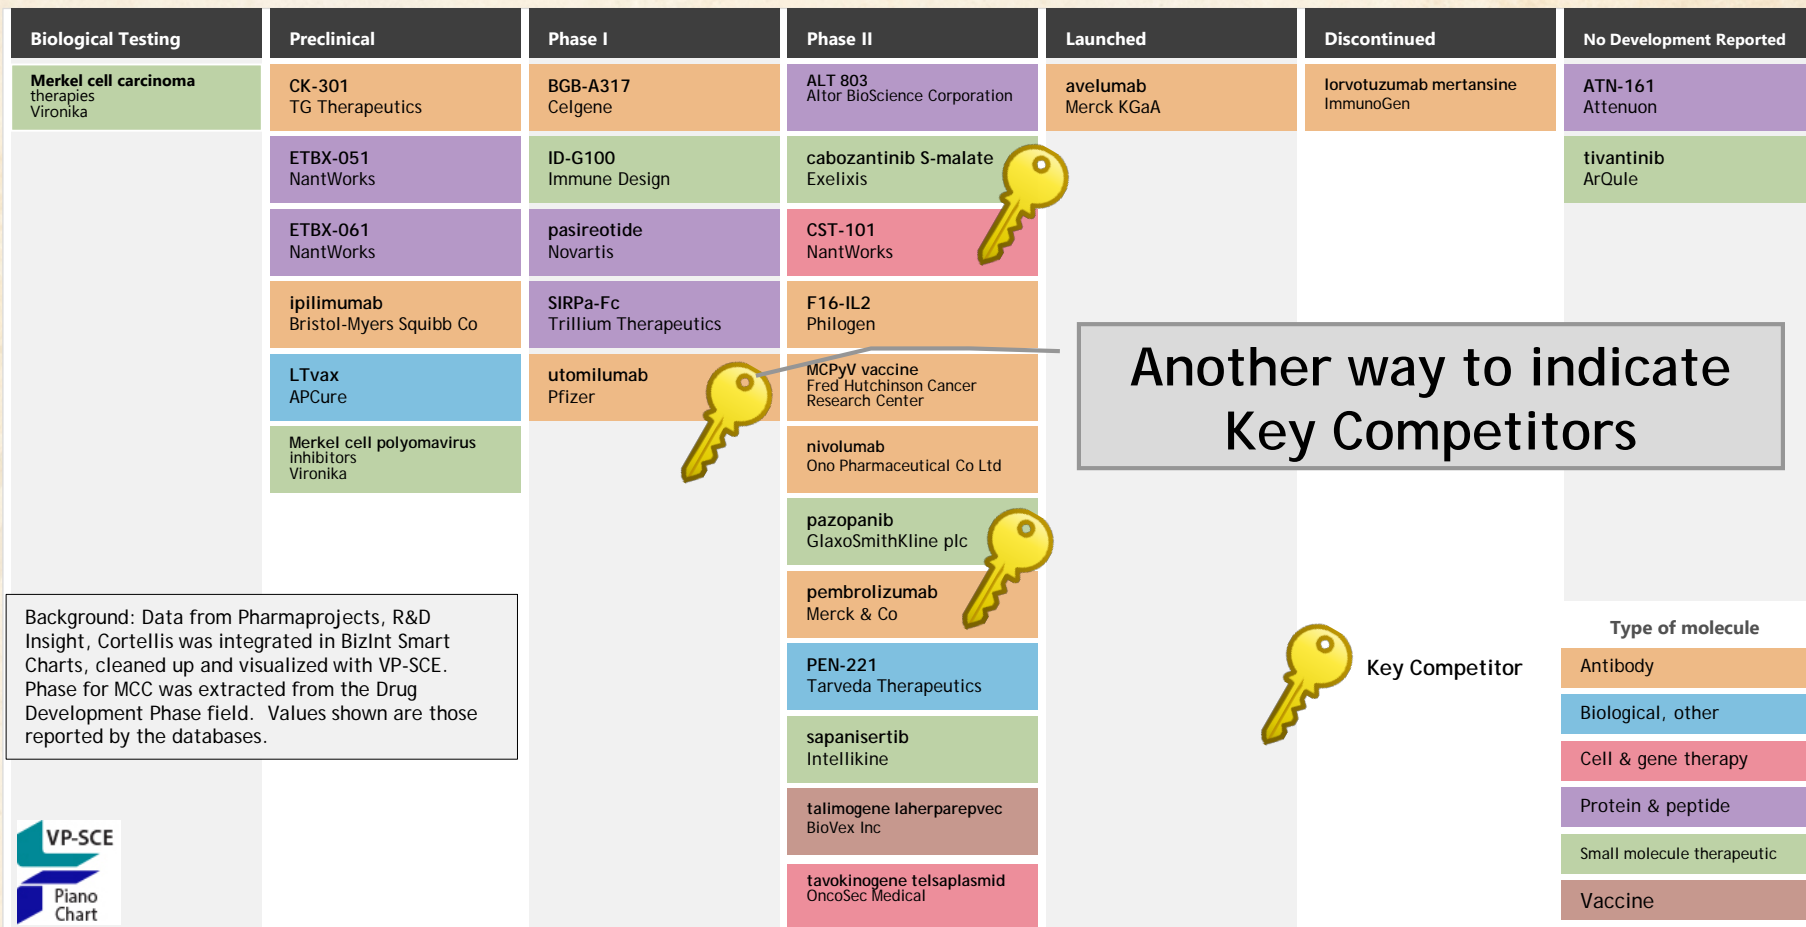 Biological Testing
Preclinical
Phase I
Phase II
Launched
Discontinued
No Development Reported
Merkel cell carcinoma
therapies
Vironika
CK-301
TG Therapeutics
ETBX-051
NantWorks
ETBX-061
NantWorks
ipilimumab
Bristol-Myers Squibb Co
LTvax
APCure
Merkel cell polyomavirus
inhibitors
Vironika
BGB-A317
Celgene
ID-G100
Immune Design
pasireotide
Novartis
SIRPa-Fc
Trillium Therapeutics
utomilumab
Pfizer
ALT 803
Altor BioScience Corporation
cabozantinib S-malate
Exelixis
CST-101
NantWorks
F16-IL2
Philogen
MCPyV vaccine
Fred Hutchinson Cancer
Research Center
nivolumab
Ono Pharmaceutical Co Ltd
pazopanib
GlaxoSmithKline plc
pembrolizumab
Merck & Co
PEN-221
Tarveda Therapeutics
sapanisertib
Intellikine
talimogene laherparepvec
BioVex Inc
tavokinogene telsaplasmid
OncoSec Medical
avelumab
Merck KGaA
lorvotuzumab mertansine
ImmunoGen
ATN-161
Attenuon
tivantinib
ArQule
Another way to indicate
Key Competitors
Background: Data from Pharmaprojects, R&D
Insight, Cortellis was integrated in BizInt Smart
Charts, cleaned up and visualized with VP-SCE.
Phase for MCC was extracted from the Drug
Development Phase field. Values shown are those
reported by the databases.
Key Competitor
Type of molecule
Antibody
Biological, other
Cell & gene therapy
Protein & peptide
Small molecule therapeutic
Vaccine
VP-SCE
Piano
Chart